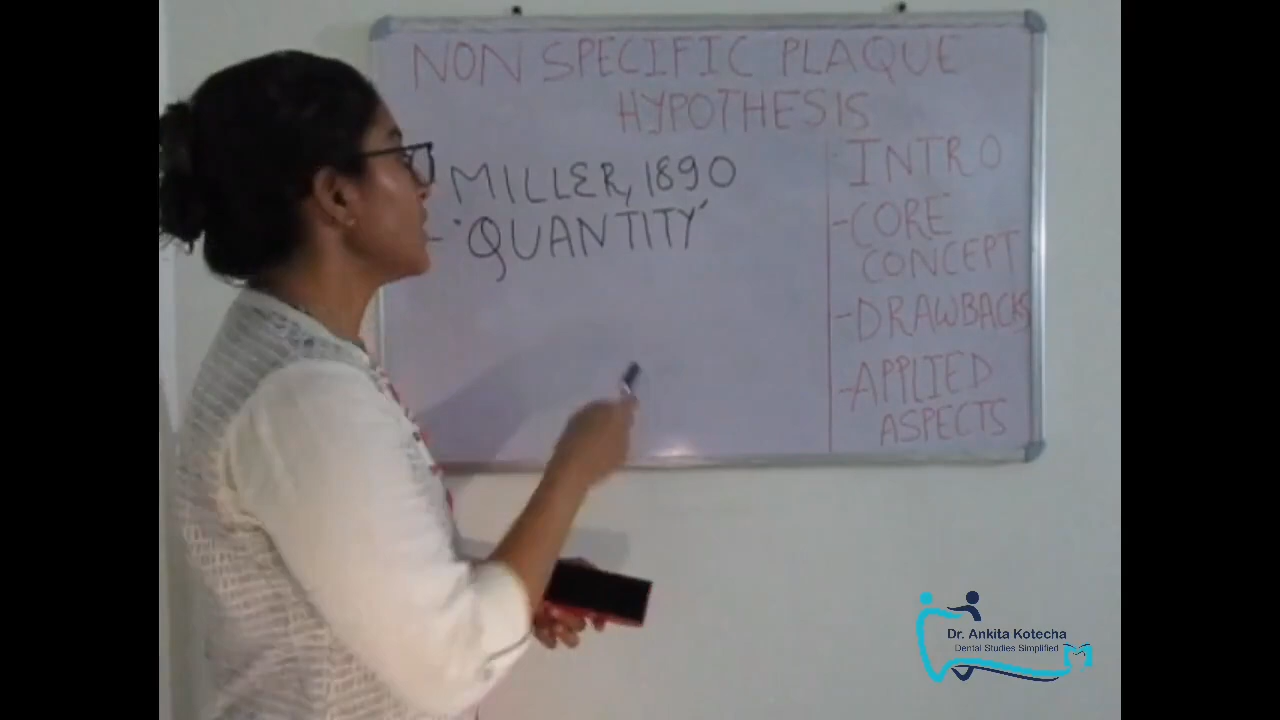 NON SPECIFIC PLAQUE
HYPOTHESIS
MILLER, 1890
- 'QUANTITY'
INTRO
- CORE
CONCEPT
- DRAWBACKS
- APPLIED
ASPECTS
Dr. Ankita Kotecha
Dental Studies Simplified